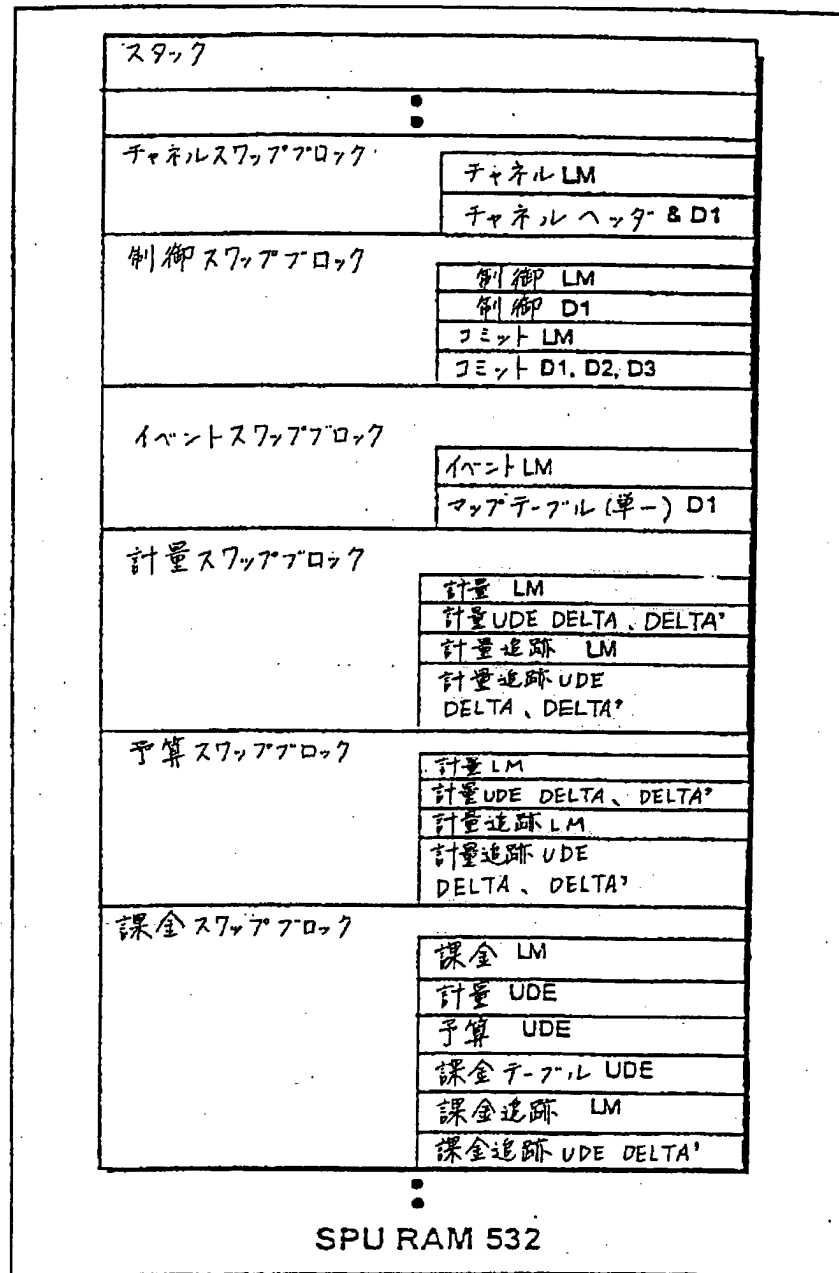 スタック
チャネルスワップブロック
チャネル LM
チャネル ヘッダ & D1
制御スワップブロック
制御 LM
制御 D1
コミット LM
コミット D1, D2, D3
イベントスワップブロック
イベント LM
マップテーブル (単一) D1
計量スワップブロック
計量 LM
計量 UDE DELTA、DELTA'
計量追跡 LM
計量追跡 UDE
DELTA、DELTA'
予算スワップブロック
計量 LM
計量 UDE DELTA、DELTA'
計量追跡 LM
計量追跡 UDE
DELTA、DELTA'
課金スワップブロック
課金 LM
計量 UDE
予算 UDE
課金テーブル UDE
課金追跡 LM
課金追跡 UDE DELTA'
SPU RAM 532